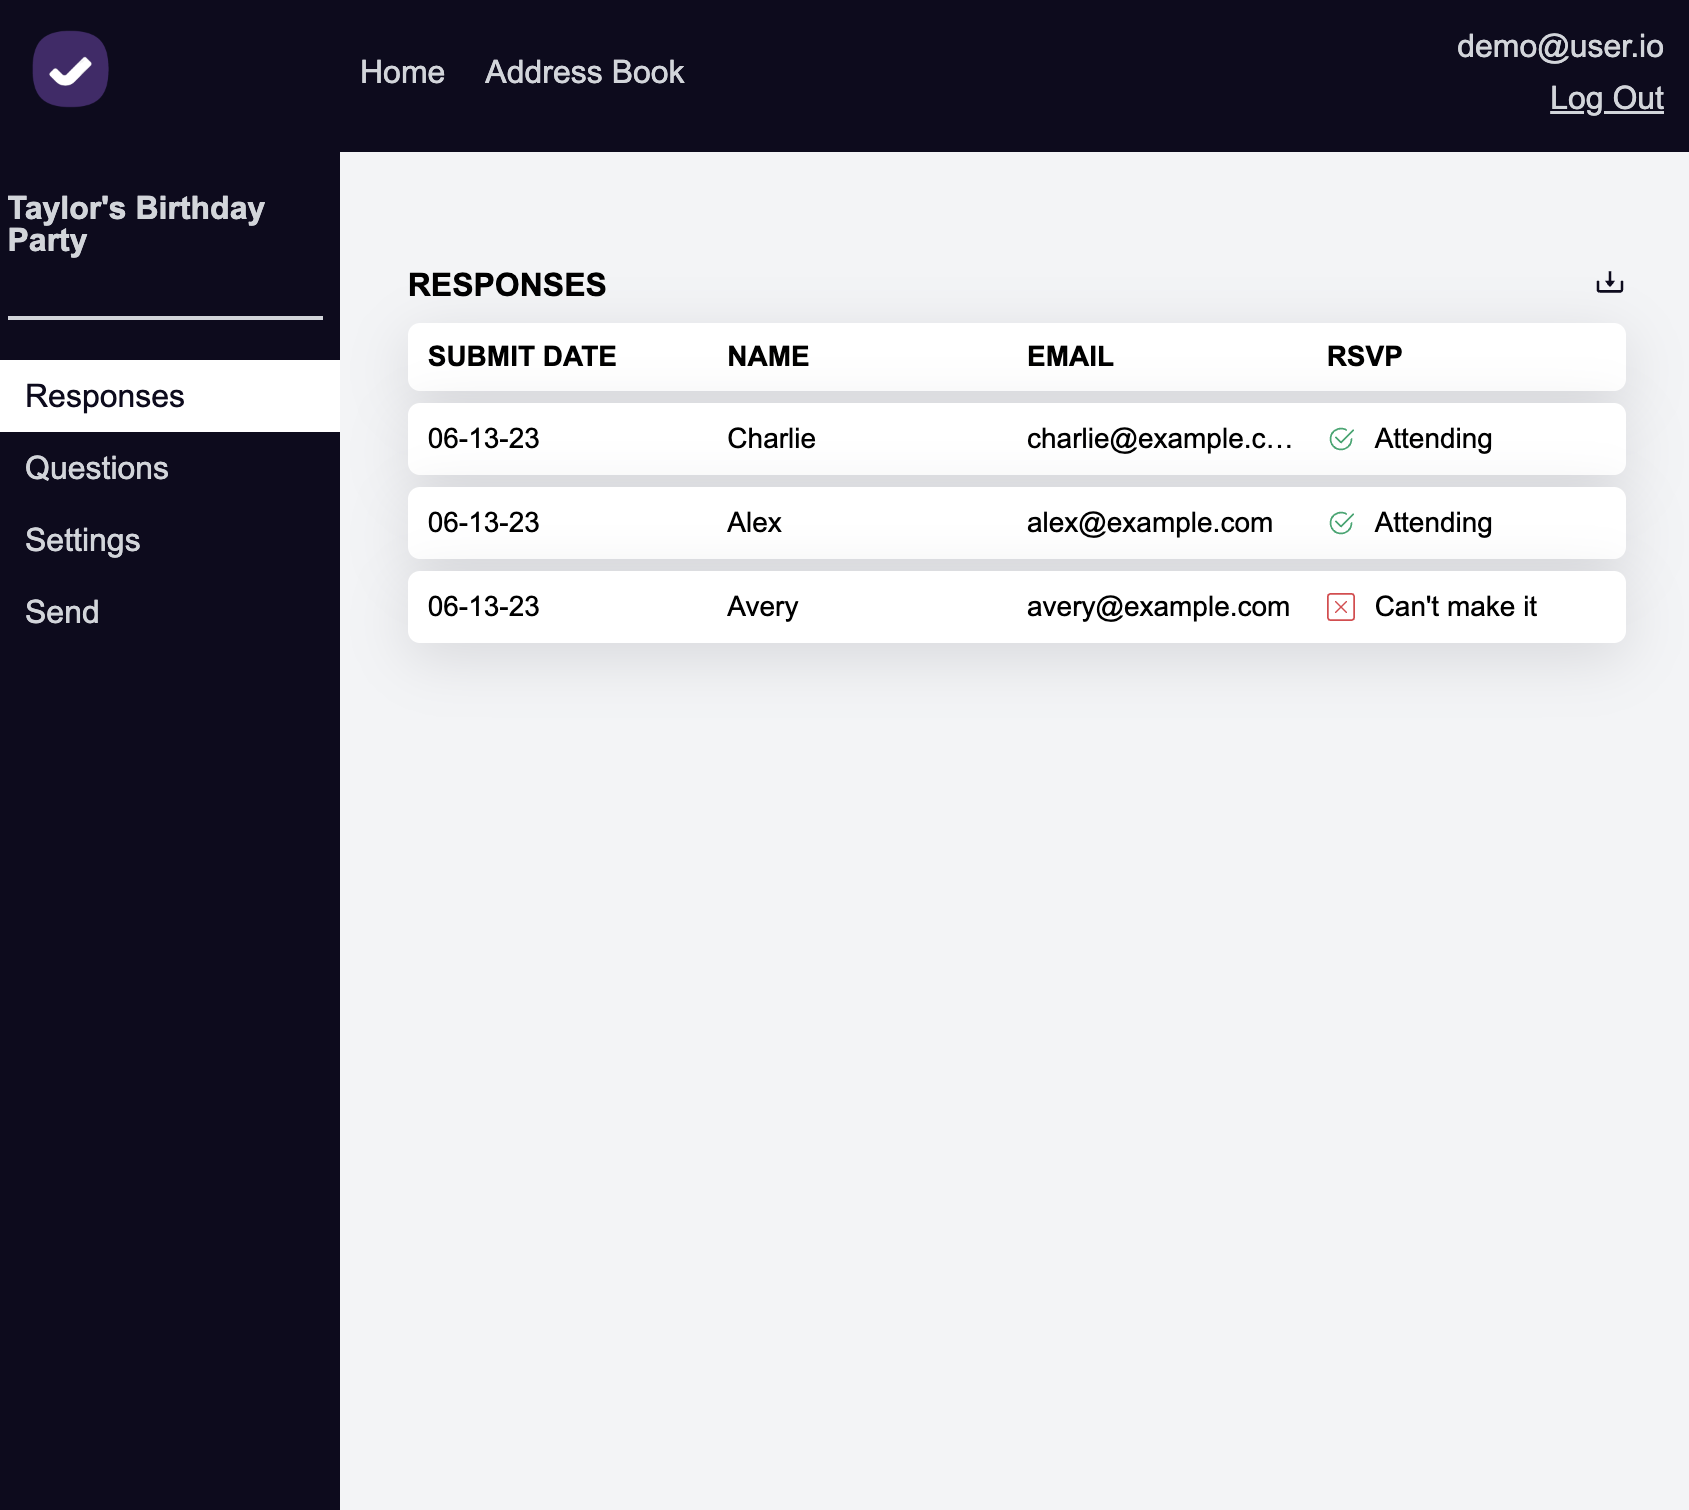 Home Address Book
demo@user.io
Log Out
Taylor's Birthday
Party
Responses
Questions
Settings
Send
RESPONSES
SUBMIT DATE NAME EMAIL RSVP
06-13-23 Charlie charlie@example.c... Attending
06-13-23 Alex alex@example.com Attending
06-13-23 Avery avery@example.com Can't make it